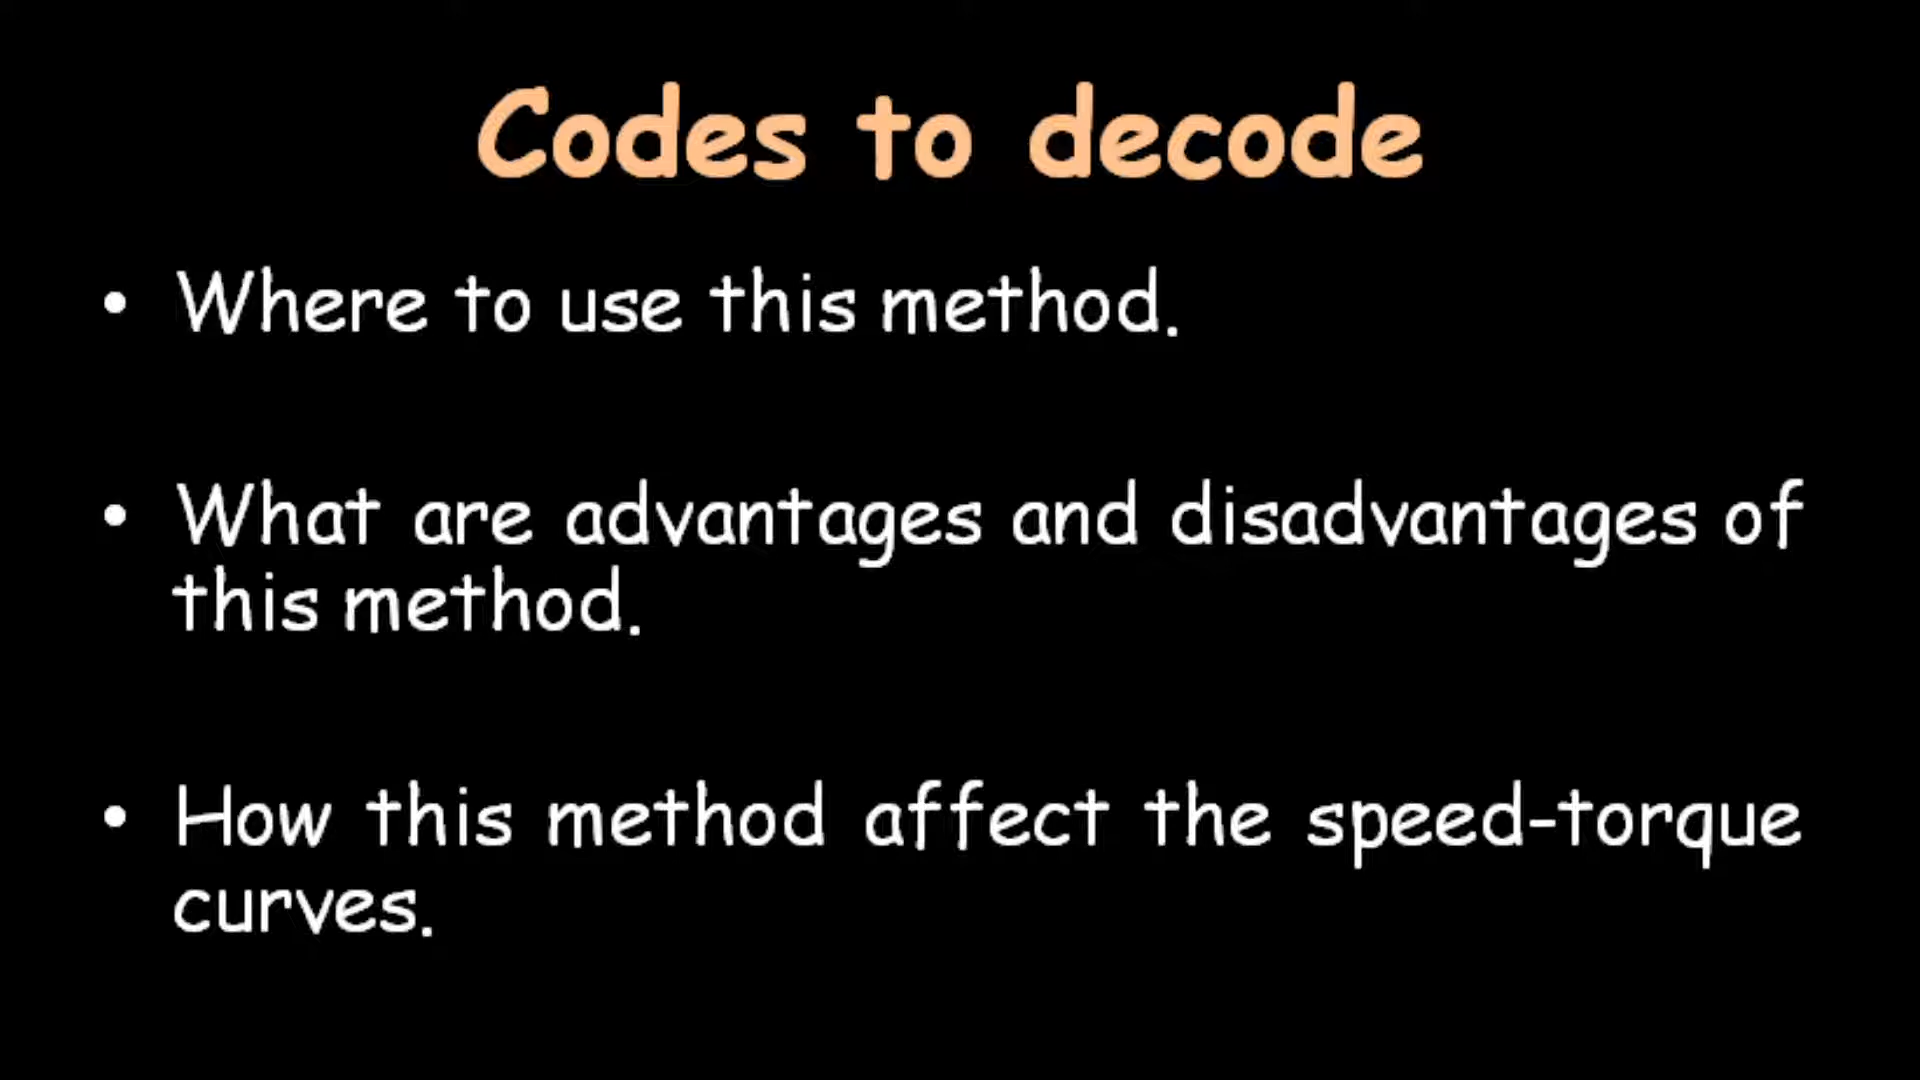 Codes to decode
• Where to use this method.
• What are advantages and disadvantages of
this method.
• How this method affect the speed-torque
curves.